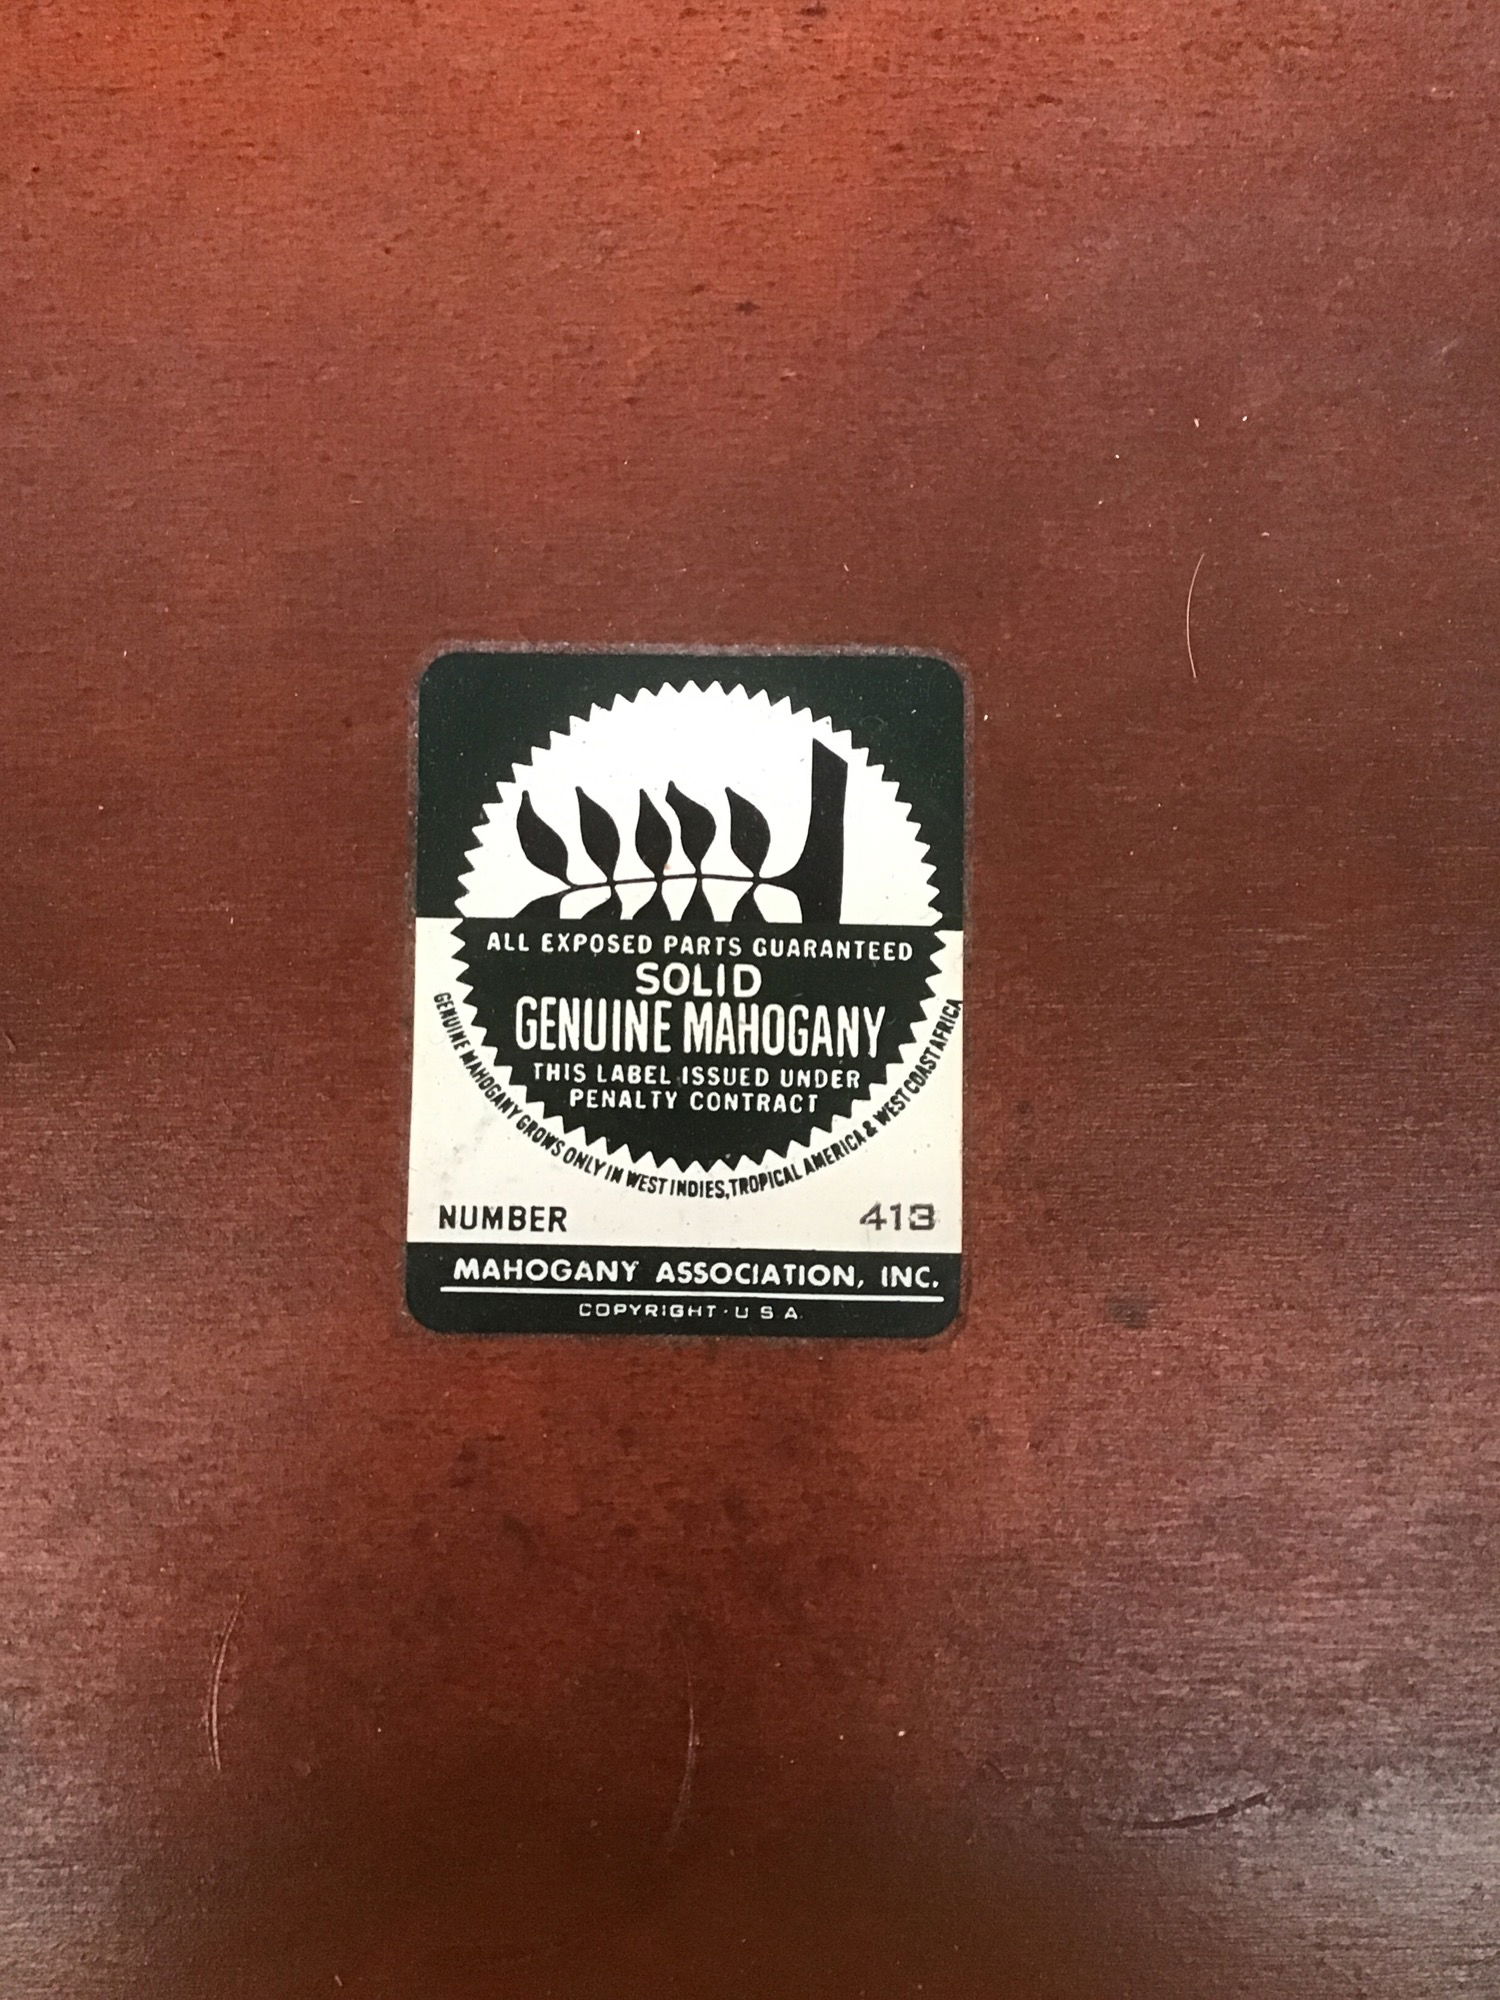 ALL EXPOSED PARTS GUARANTEED
SOLID
GENUINE MAHOGANY
THIS LABEL ISSUED UNDER
PENALTY CONTRACT
GENUINE MAHOGANY GROWS ONLY IN WEST INDIES, TROPICAL AMERICA & WEST COAST AFRICA
NUMBER 413
MAHOGANY ASSOCIATION, INC.
COPYRIGHT · U S A